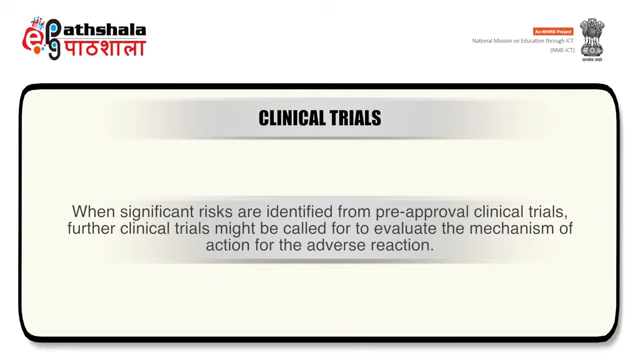 Pathshala
पाठशाला
An MHRD Project
National Mission on Education through ICT
(NME-ICT)
CLINICAL TRIALS
When significant risks are identified from pre-approval clinical trials,
further clinical trials might be called for to evaluate the mechanism of
action for the adverse reaction.